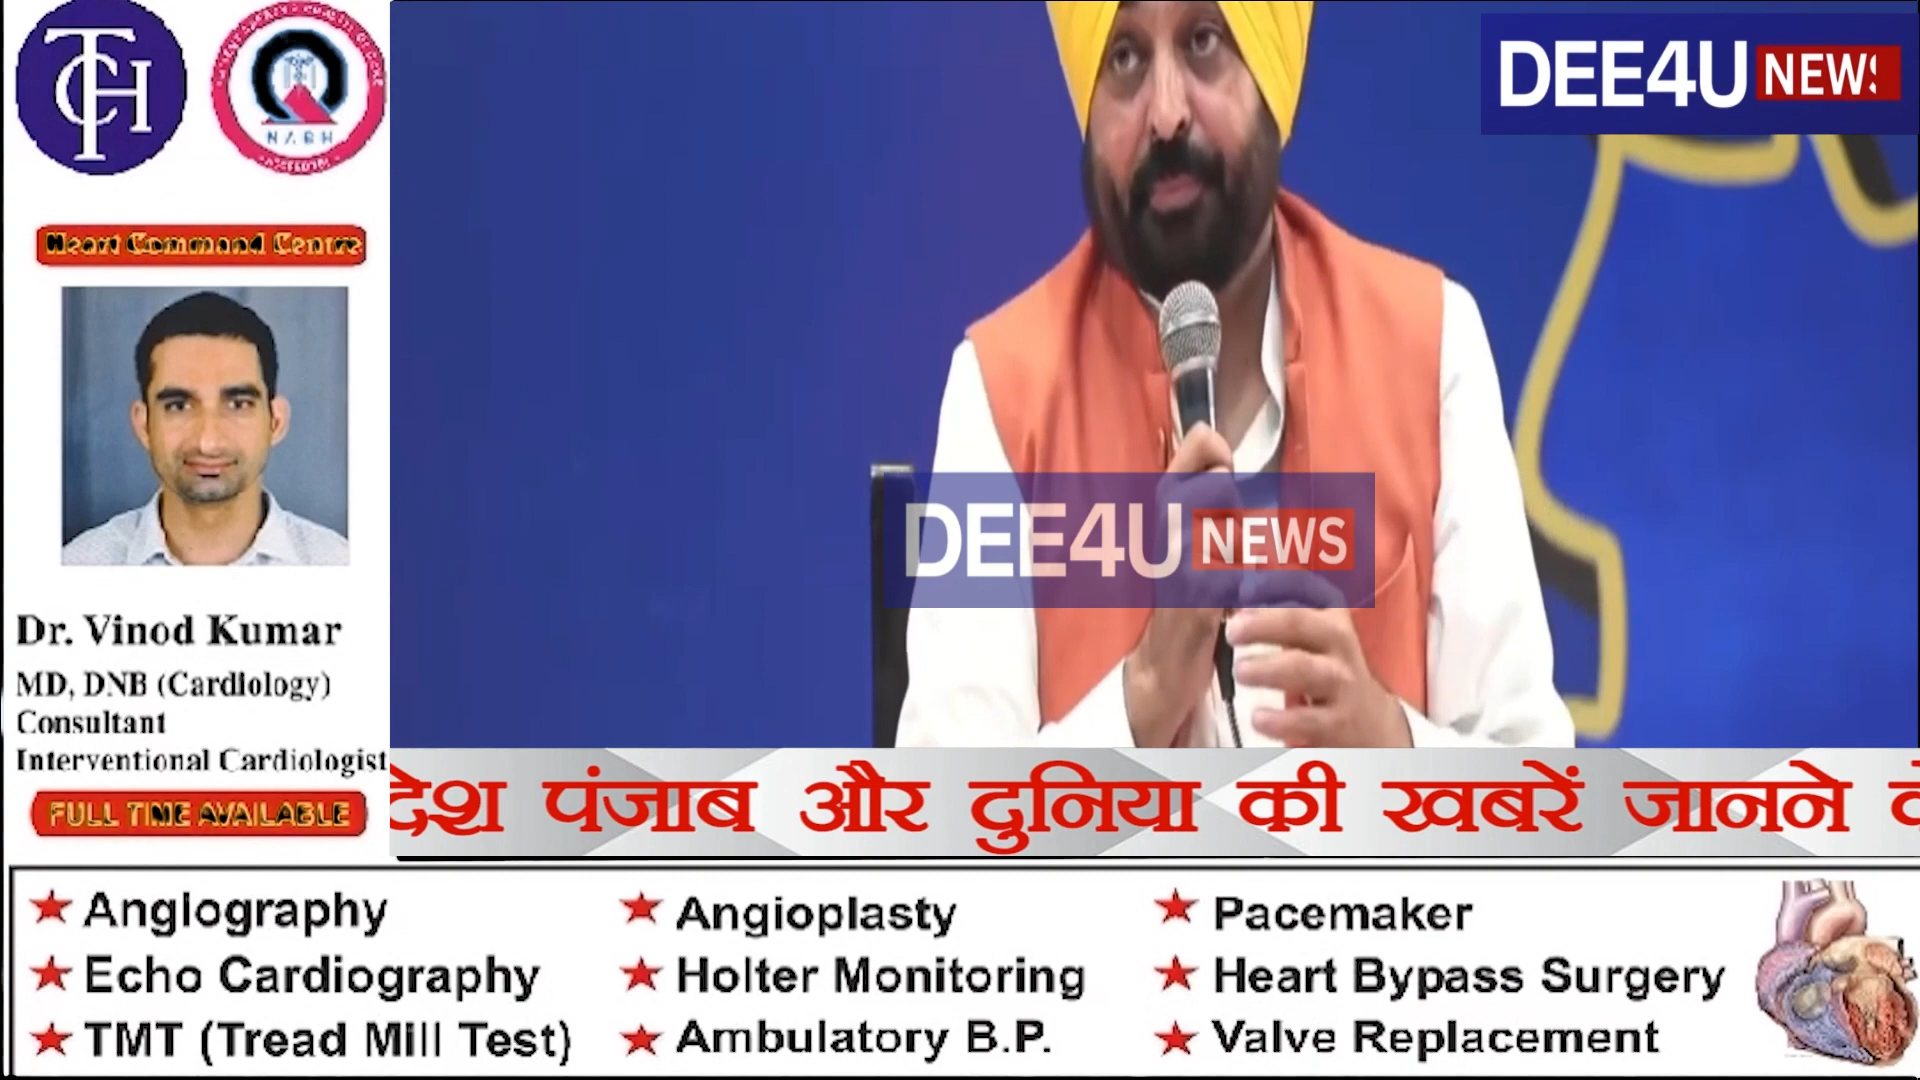 TCH
NABH
Heart Command Centre
Dr. Vinod Kumar
MD, DNB (Cardiology)
Consultant
Interventional Cardiologist
FULL TIME AVAILABLE
DEE4U NEWS
DEE4U NEWS
देश पंजाब और दुनिया की खबरें जानने
★ Angiography
★ Echo Cardiography
★ TMT (Tread Mill Test)
★ Angioplasty
★ Holter Monitoring
★ Ambulatory B.P.
★ Pacemaker
★ Heart Bypass Surgery
★ Valve Replacement